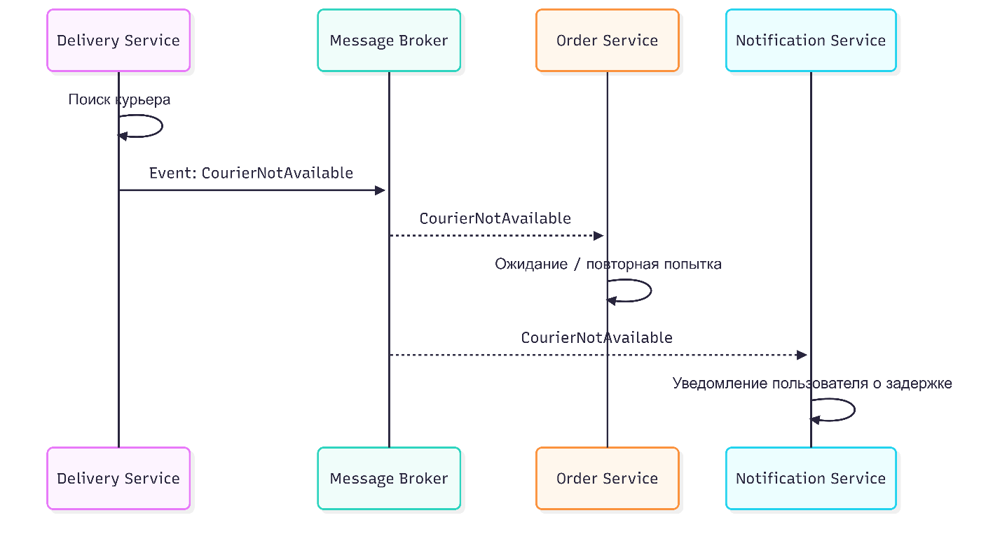 Delivery Service
Message Broker
Order Service
Notification Service
Поиск курьера
Event: CourierNotAvailable
CourierNotAvailable
Ожидание / повторная попытка
CourierNotAvailable
Уведомление пользователя о задержке
Delivery Service
Message Broker
Order Service
Notification Service